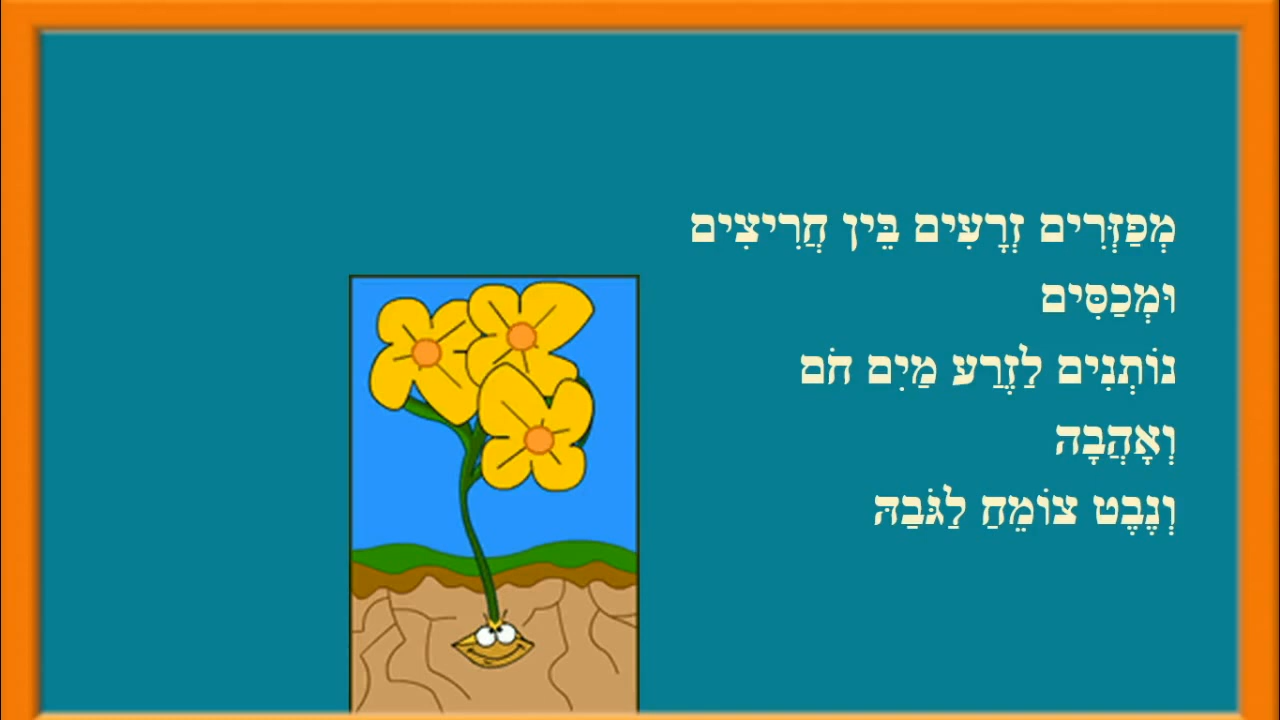 מְפַזְּרִים זְרָעִים בֵּין חֲרִיצִים
וּמְכַסִּים
נוֹתְנִים לַזֶּרַע מַיִם חֹם
וְאָהֲבָה
וְנֶבֶט צוֹמֵחַ לַגֹּבַהּ